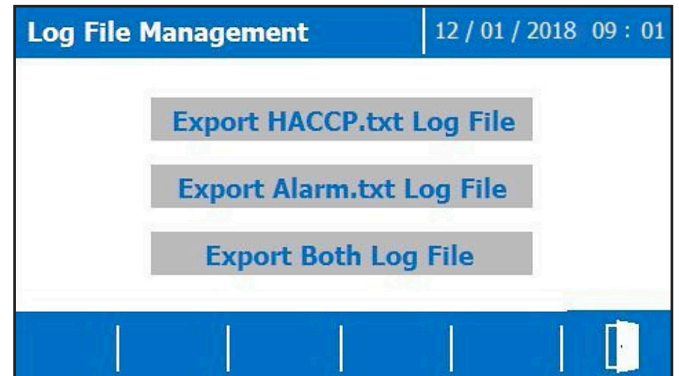 Log File Management 12 / 01 / 2018 09 : 01
Export HACCP.txt Log File
Export Alarm.txt Log File
Export Both Log File